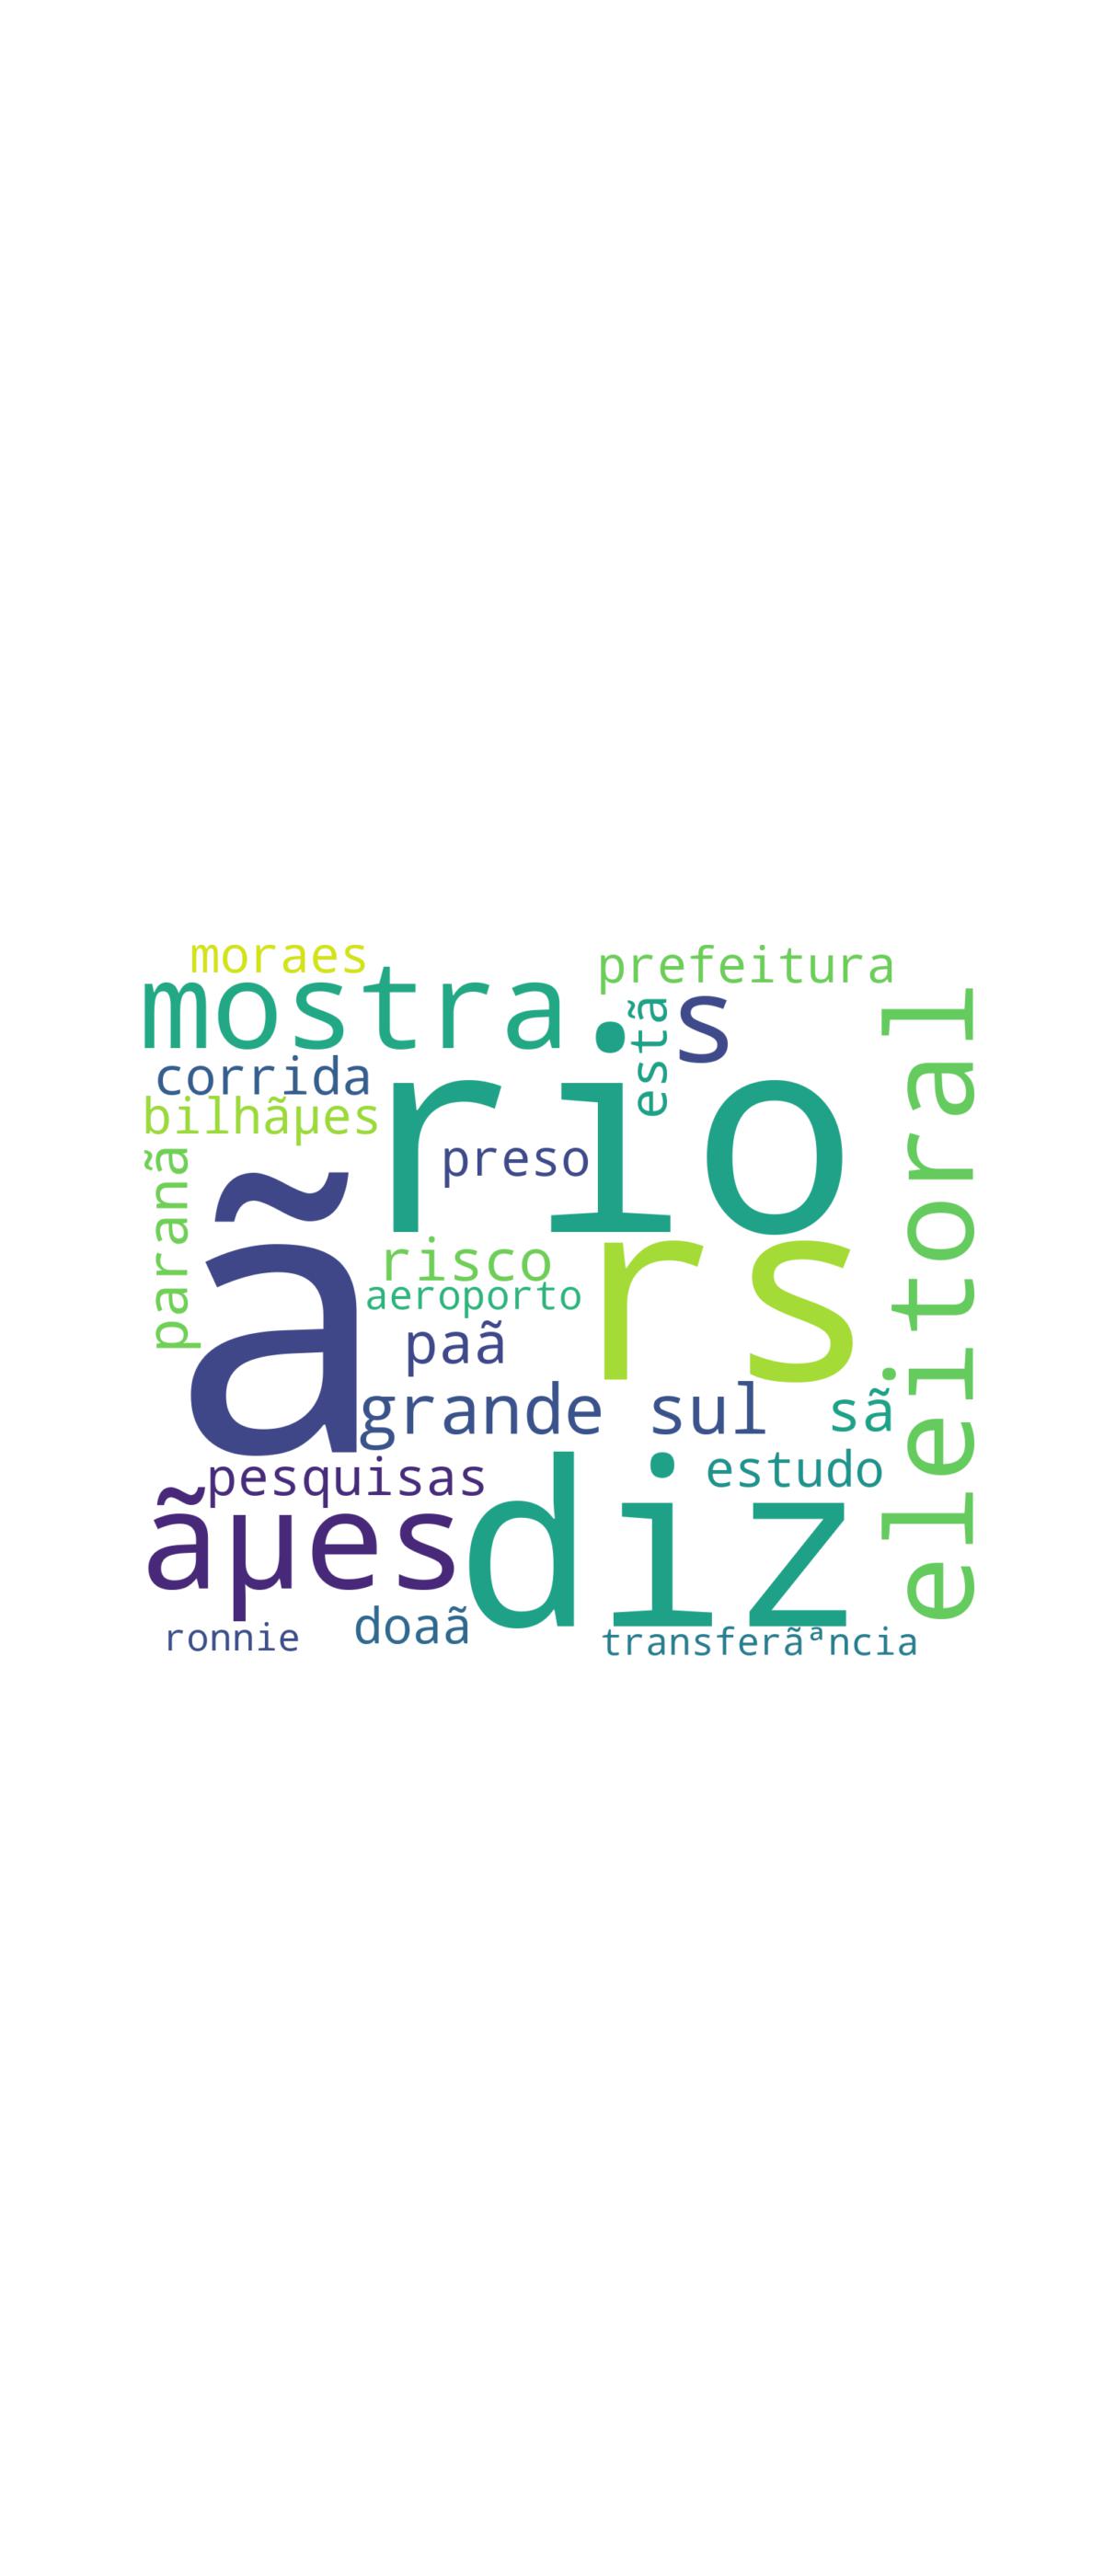 moraes
prefeitura
mostra
s
estã
corrida
bilhãµes
rio
preso
paranã
ã
risco
rs
aeroporto
paã
grande sul
sã
eleitoral
pesquisas
estudo
ãµes
diz
ronnie
doaã
transferãªncia